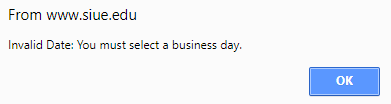 From www.siue.edu
Invalid Date: You must select a business day.
OK